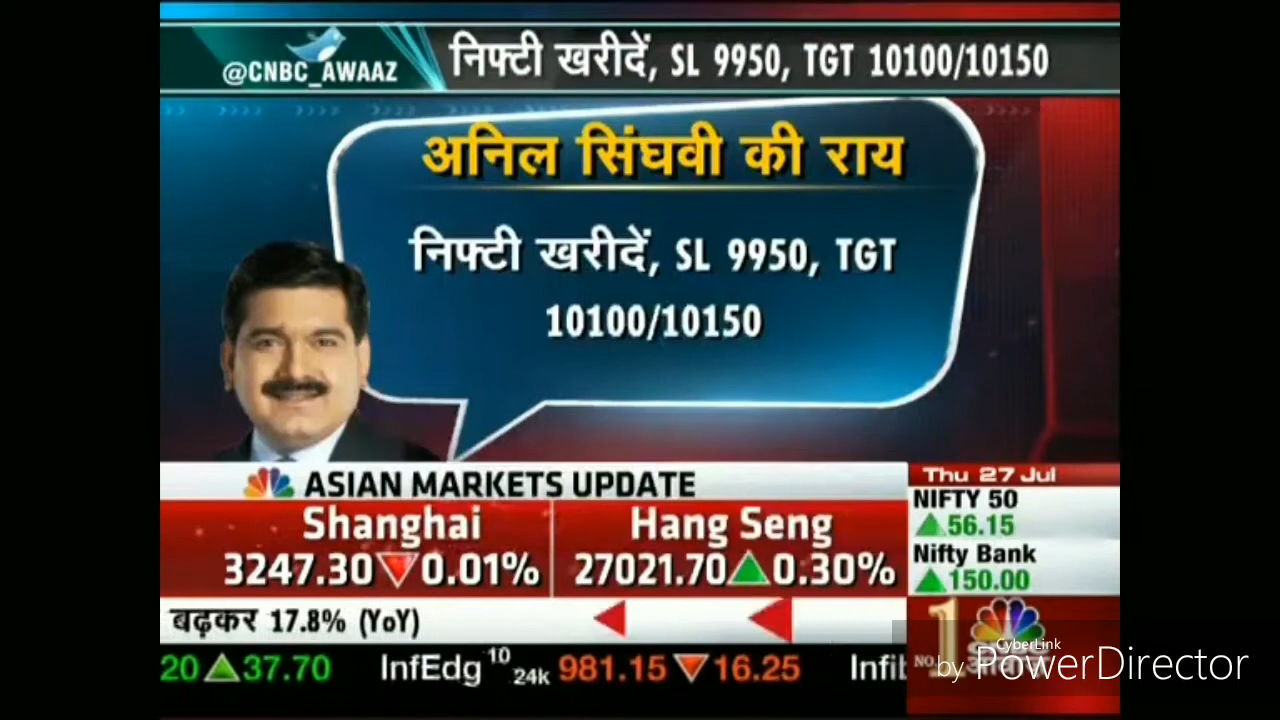 @CNBC_AWAAZ
निफ्टी खरीदें, SL 9950, TGT 10100/10150
अनिल सिंघवी की राय
निफ्टी खरीदें, SL 9950, TGT
10100/10150
ASIAN MARKETS UPDATE
Thu 27 Jul
Shanghai
3247.30▼0.01%
Hang Seng
27021.70▲0.30%
NIFTY 50
▲56.15
Nifty Bank
▲150.00
बढ़कर 17.8% (YoY)
20▲37.70 InfEdg 10 24k 981.15▼16.25
NO.1
CyberLink
by PowerDirector